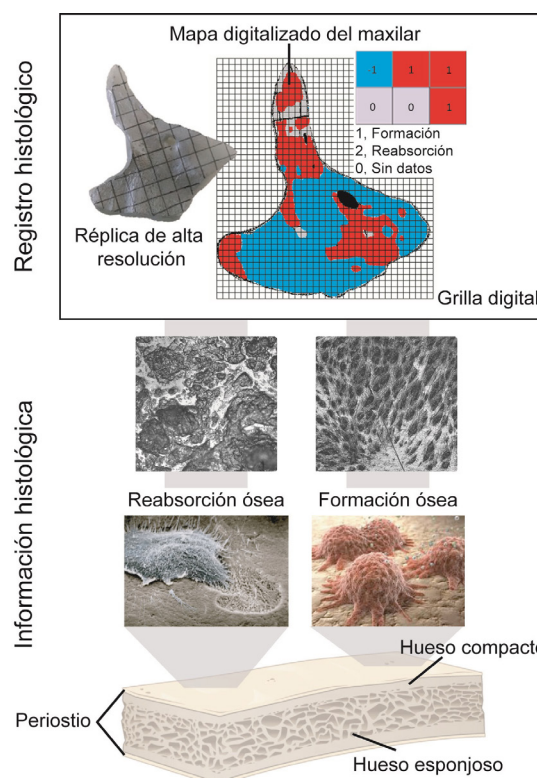 Registro histológico
Mapa digitalizado del maxilar
1 1 1
0 0 1
1, Formación
2, Reabsorción
0, Sin datos
Réplica de alta
resolución
Grilla digital
Información histológica
Reabsorción ósea
Formación ósea
Hueso compacto
Periostio
Hueso esponjoso